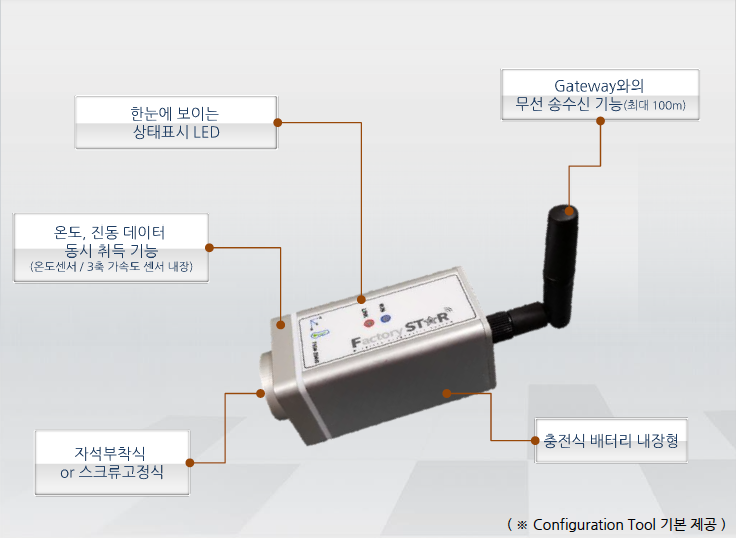 Gateway와의
무선 송수신 기능(최대 100m)
한눈에 보이는
상태표시 LED
온도, 진동 데이터
동시 취득 기능
(온도센서 / 3축 가속도 센서 내장)
LINK
RUN
Factory STAR
자석부착식
or 스크류고정식
충전식 배터리 내장형
( ※ Configuration Tool 기본 제공 )